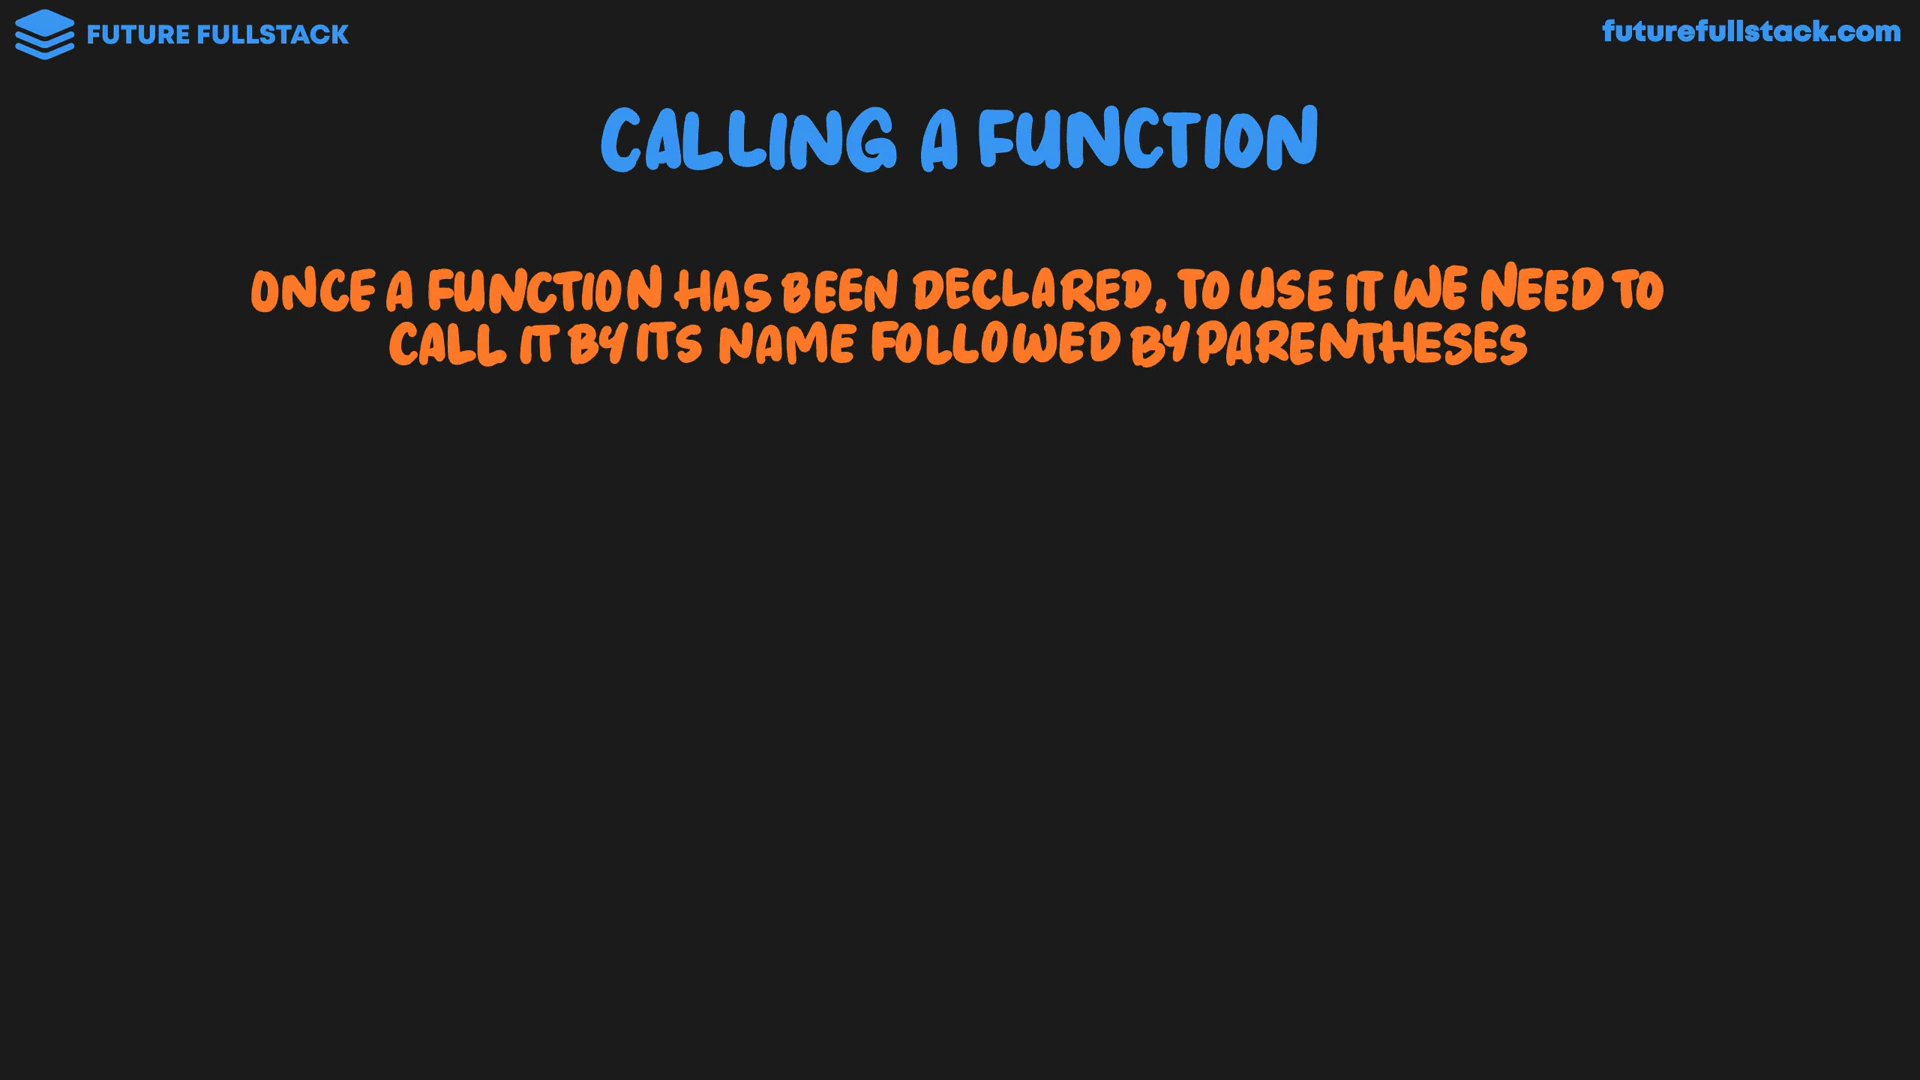 FUTURE FULLSTACK
futurefullstack.com
CALLING A FUNCTION
ONCE A FUNCTION HAS BEEN DECLARED, TO USE IT WE NEED TO
CALL IT BY ITS NAME FOLLOWED BY PARENTHESES